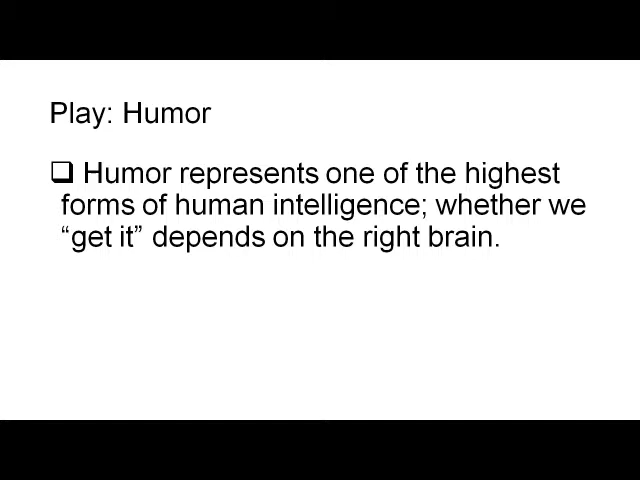 Play: Humor
❑ Humor represents one of the highest
forms of human intelligence; whether we
“get it” depends on the right brain.